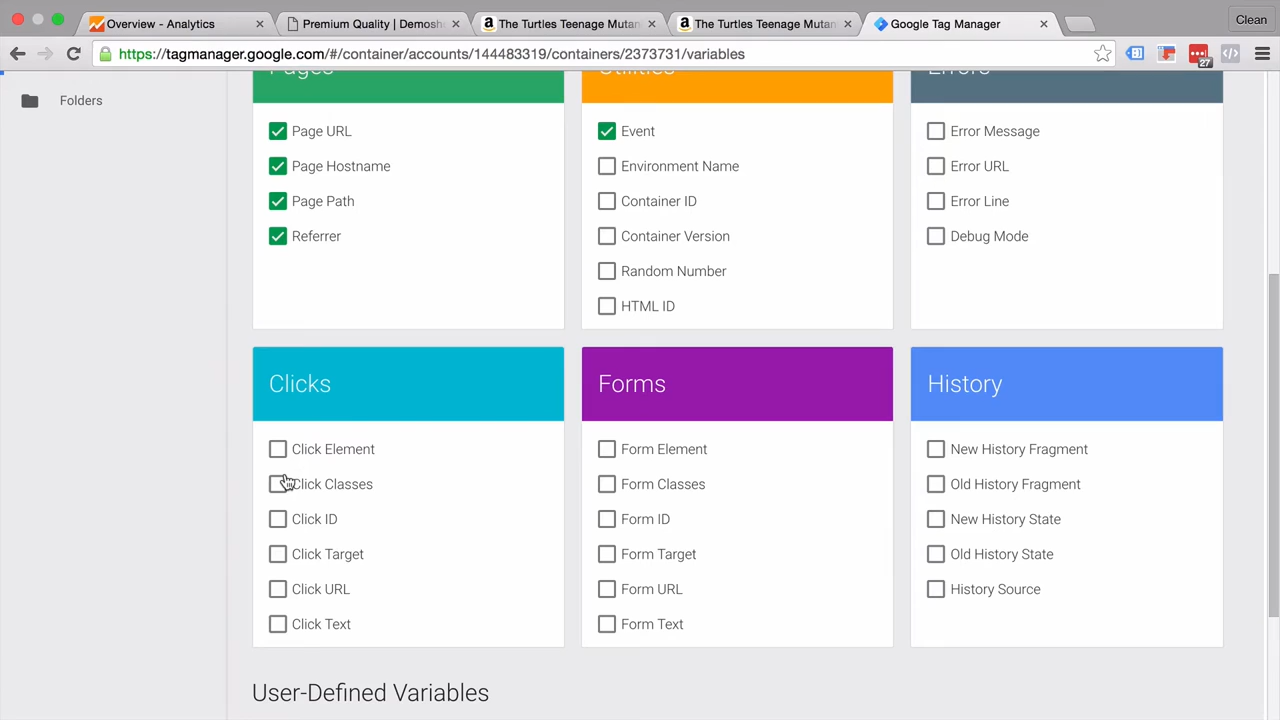 Overview - Analytics
Premium Quality | Demosh
The Turtles Teenage Mutan
The Turtles Teenage Mutan
Google Tag Manager
Clean
https://tagmanager.google.com/#/container/accounts/144483319/containers/2373731/variables
27
Folders
Pages
Page URL
Page Hostname
Page Path
Referrer
Utilities
Event
Environment Name
Container ID
Container Version
Random Number
HTML ID
Errors
Error Message
Error URL
Error Line
Debug Mode
Clicks
Click Element
Click Classes
Click ID
Click Target
Click URL
Click Text
Forms
Form Element
Form Classes
Form ID
Form Target
Form URL
Form Text
History
New History Fragment
Old History Fragment
New History State
Old History State
History Source
User-Defined Variables